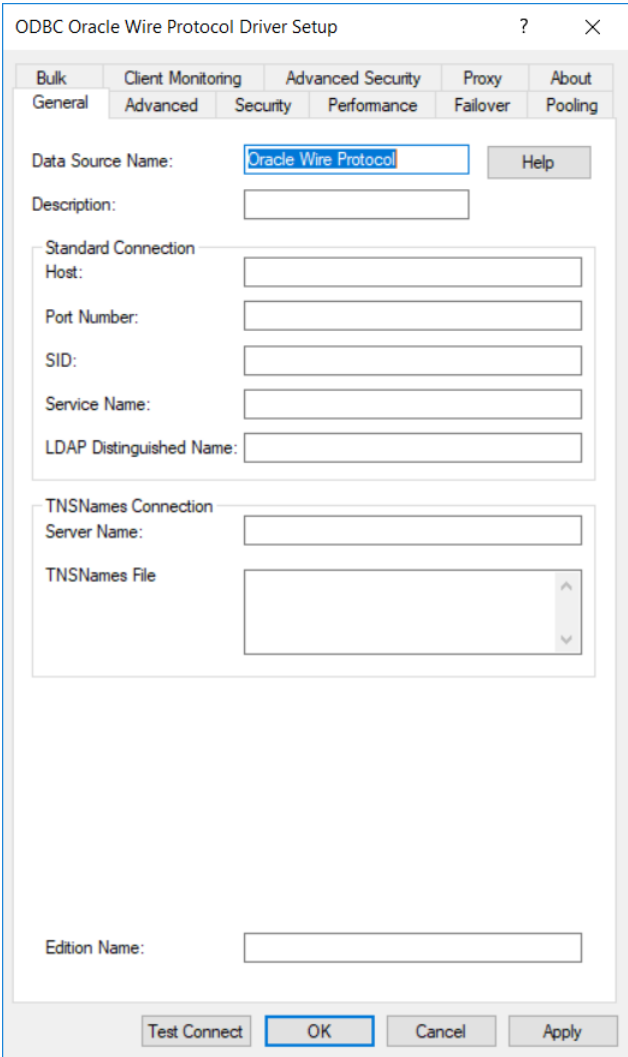 ODBC Oracle Wire Protocol Driver Setup ?
Bulk Client Monitoring Advanced Security Proxy About
General Advanced Security Performance Failover Pooling
Data Source Name: Oracle Wire Protocol Help
Description:
Standard Connection
Host:
Port Number:
SID:
Service Name:
LDAP Distinguished Name:
TNSNames Connection
Server Name:
TNSNames File
Edition Name:
Test Connect OK Cancel Apply